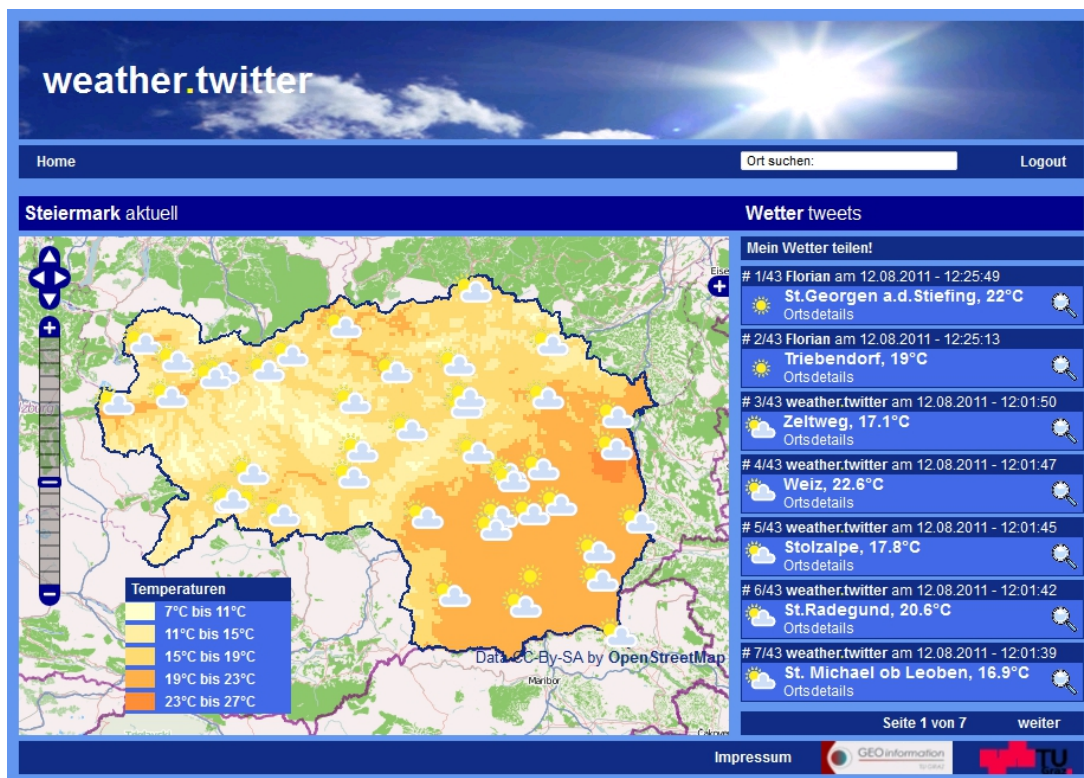 weather.twitter
Home
Ort suchen:
Logout
Steiermark aktuell
Wetter tweets
Mein Wetter teilen!
# 1/43 Florian am 12.08.2011 - 12:25:49
St.Georgen a.d.Stiefing, 22°C
Ortsdetails
# 2/43 Florian am 12.08.2011 - 12:25:13
Triebendorf, 19°C
Ortsdetails
# 3/43 weather.twitter am 12.08.2011 - 12:01:50
Zeltweg, 17.1°C
Ortsdetails
# 4/43 weather.twitter am 12.08.2011 - 12:01:47
Weiz, 22.6°C
Ortsdetails
# 5/43 weather.twitter am 12.08.2011 - 12:01:45
Stolzalpe, 17.8°C
Ortsdetails
# 6/43 weather.twitter am 12.08.2011 - 12:01:42
St.Radegund, 20.6°C
Ortsdetails
# 7/43 weather.twitter am 12.08.2011 - 12:01:39
St. Michael ob Leoben, 16.9°C
Ortsdetails
Seite 1 von 7
weiter
Eise
Temperaturen
7°C bis 11°C
11°C bis 15°C
15°C bis 19°C
19°C bis 23°C
23°C bis 27°C
Data CC-By-SA by OpenStreetMap
Maribor
Impressum
GEOinformation
TU GRAZ
TU
Graz